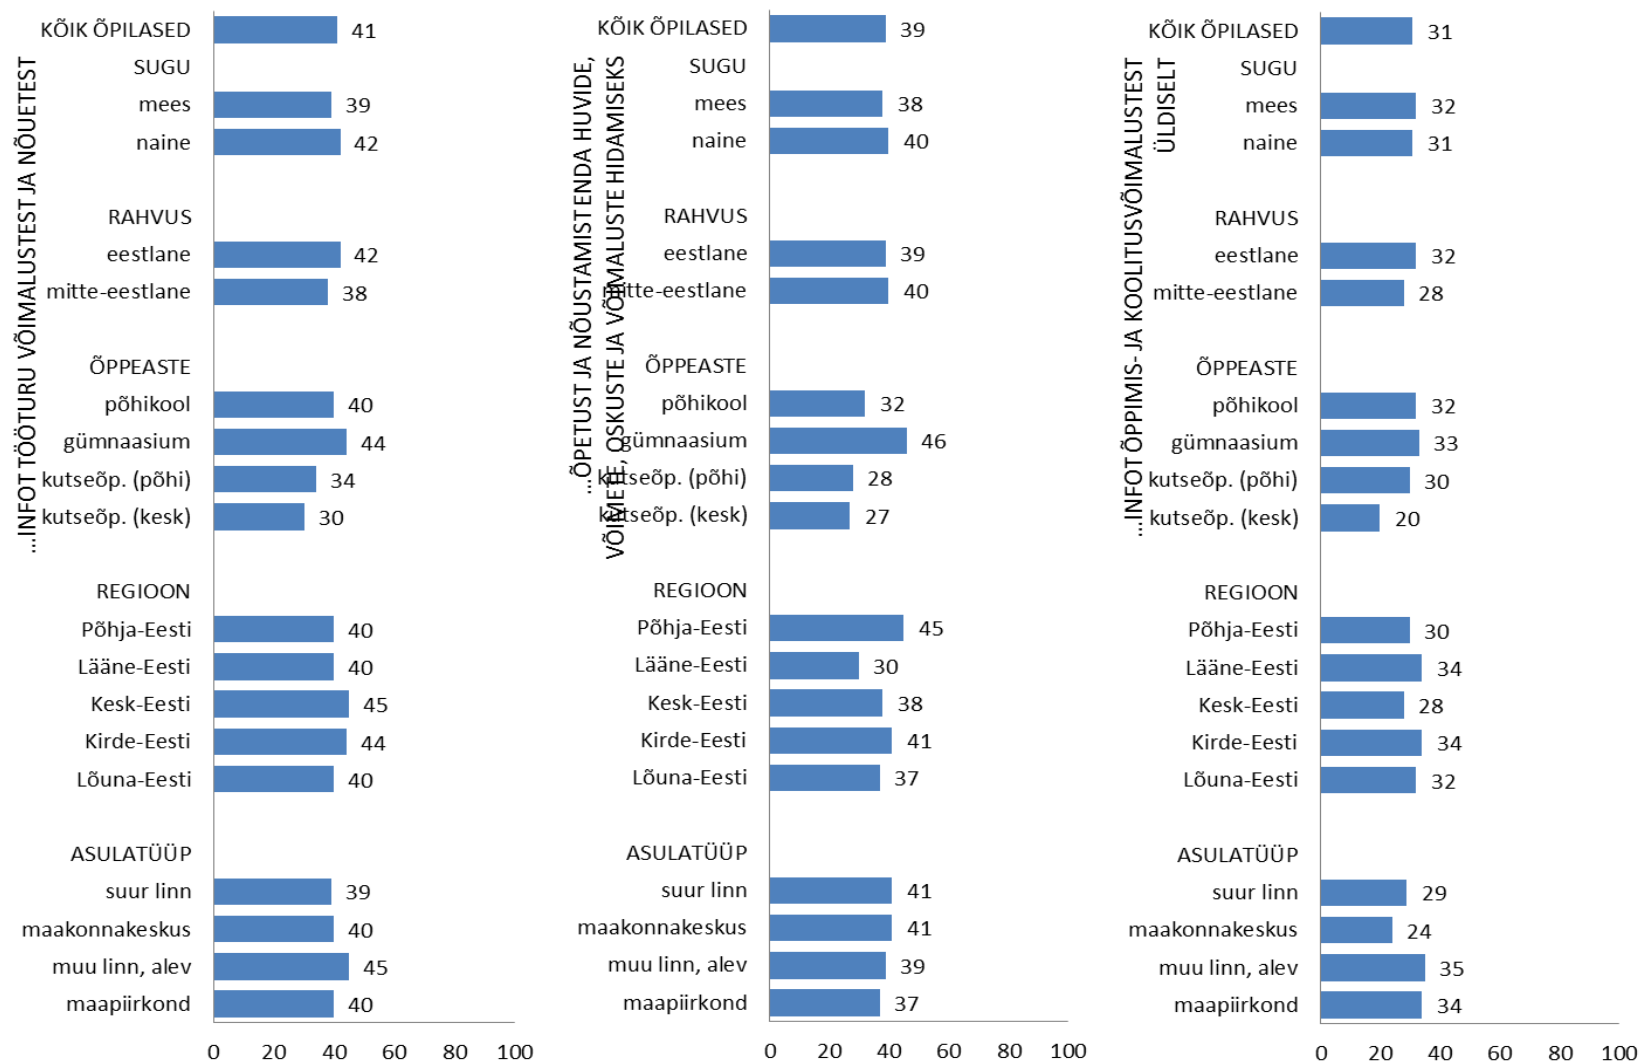 ...INFOT TÖÖTURU VÕIMALUSTEST JA NÕUETEST
KÕIK ÕPILASED 41
SUGU
mees 39
naine 42
RAHVUS
eestlane 42
mitte-eestlane 38
ÕPPEASTE
põhikool 40
gümnaasium 44
kutseõp. (põhi) 34
kutseõp. (kesk) 30
REGIOON
Põhja-Eesti 40
Lääne-Eesti 40
Kesk-Eesti 45
Kirde-Eesti 44
Lõuna-Eesti 40
ASULATÜÜP
suur linn 39
maakonnakeskus 40
muu linn, alev 45
maapiirkond 40
0 20 40 60 80 100
...ÕPETUST JA NÕUSTAMIST ENDA HUVIDE,
VÕIMETE, OSKUSTE JA VÕIMALUSTE HIDAMISEKS
KÕIK ÕPILASED 39
SUGU
mees 38
naine 40
RAHVUS
eestlane 39
mitte-eestlane 40
ÕPPEASTE
põhikool 32
gümnaasium 46
kutseõp. (põhi) 28
kutseõp. (kesk) 27
REGIOON
Põhja-Eesti 45
Lääne-Eesti 30
Kesk-Eesti 38
Kirde-Eesti 41
Lõuna-Eesti 37
ASULATÜÜP
suur linn 41
maakonnakeskus 41
muu linn, alev 39
maapiirkond 37
0 20 40 60 80 100
...INFOT ÕPPIMIS- JA KOOLITUSVÕIMALUSTEST
ÜLDISELT
KÕIK ÕPILASED 31
SUGU
mees 32
naine 31
RAHVUS
eestlane 32
mitte-eestlane 28
ÕPPEASTE
põhikool 32
gümnaasium 33
kutseõp. (põhi) 30
kutseõp. (kesk) 20
REGIOON
Põhja-Eesti 30
Lääne-Eesti 34
Kesk-Eesti 28
Kirde-Eesti 34
Lõuna-Eesti 32
ASULATÜÜP
suur linn 29
maakonnakeskus 24
muu linn, alev 35
maapiirkond 34
0 20 40 60 80 100